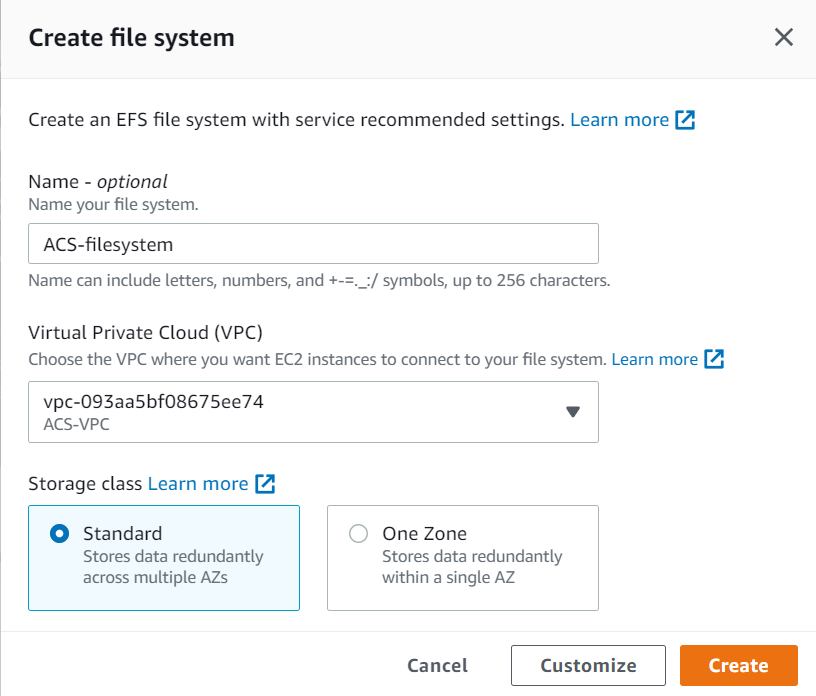 Create file system
Create an EFS file system with service recommended settings. Learn more
Name - optional
Name your file system.
ACS-filesystem
Name can include letters, numbers, and +-=._:/ symbols, up to 256 characters.
Virtual Private Cloud (VPC)
Choose the VPC where you want EC2 instances to connect to your file system. Learn more
vpc-093aa5bf08675ee74
ACS-VPC
Storage class Learn more
Standard
Stores data redundantly
across multiple AZs
One Zone
Stores data redundantly
within a single AZ
Cancel Customize Create